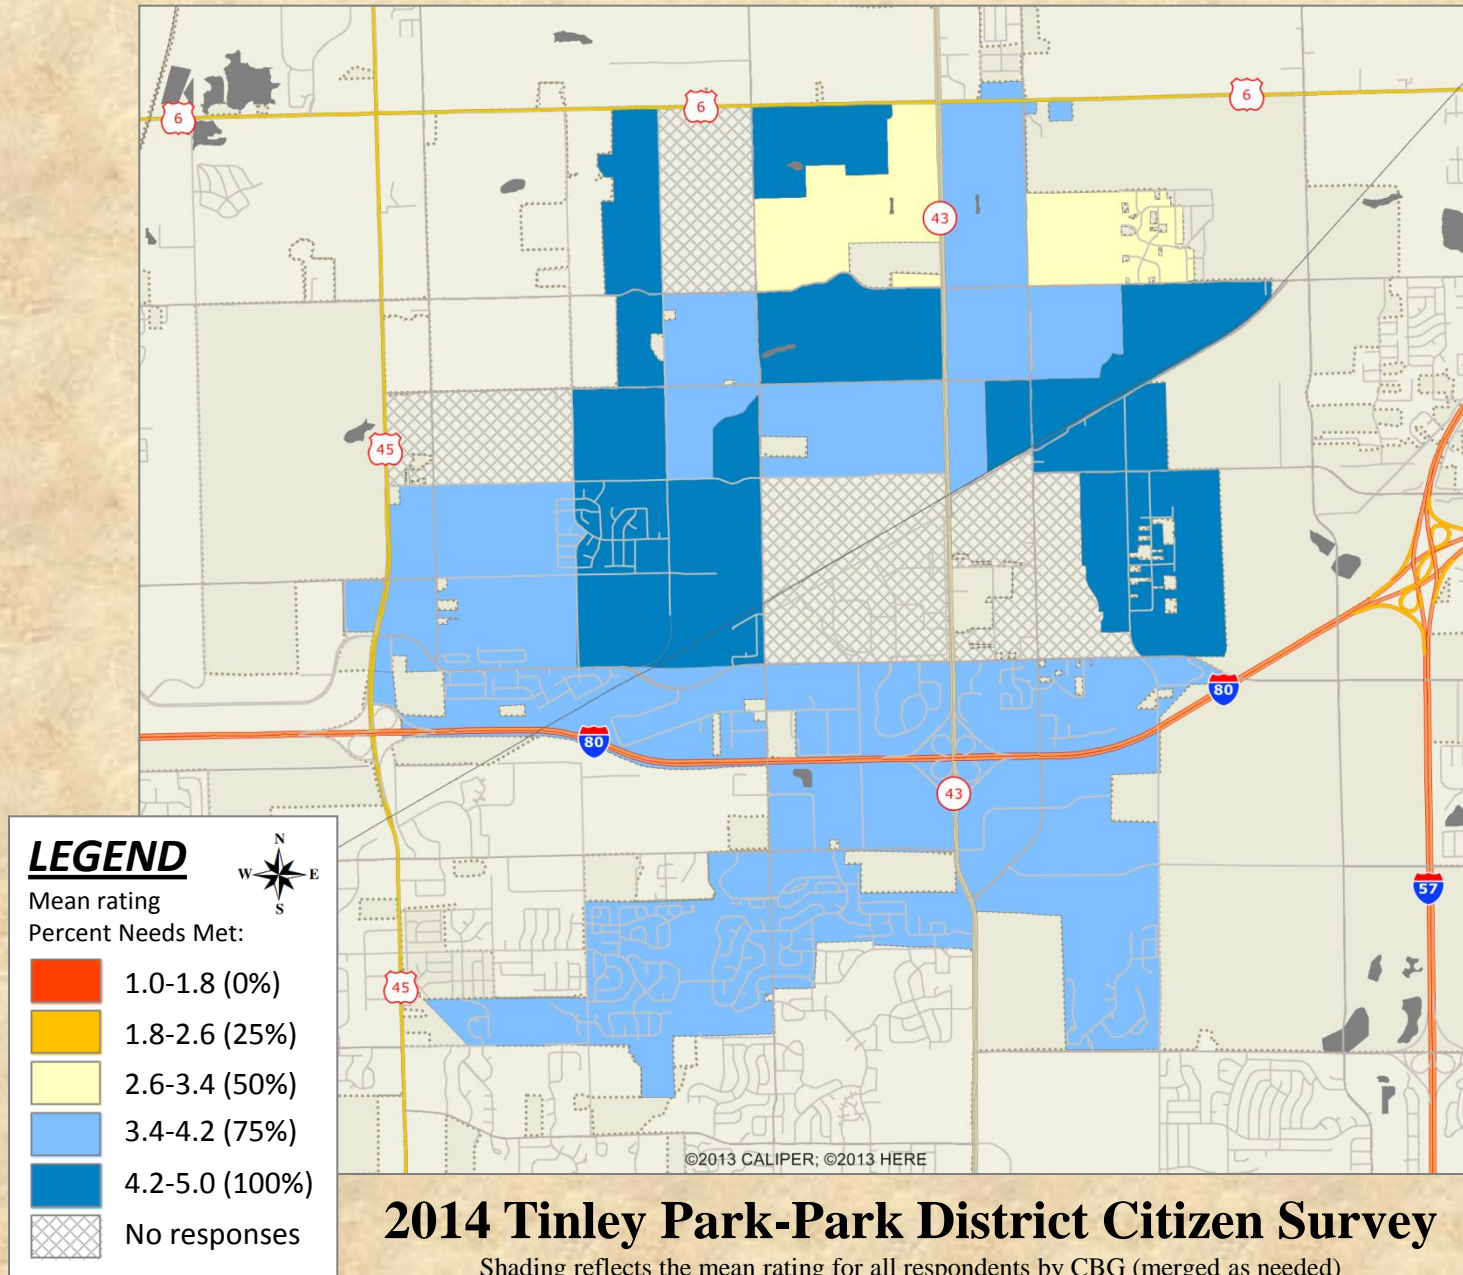 6
6
6
43
45
80
80
43
57
45
LEGEND
N
W E
S
Mean rating
Percent Needs Met:
1.0-1.8 (0%)
1.8-2.6 (25%)
2.6-3.4 (50%)
3.4-4.2 (75%)
4.2-5.0 (100%)
No responses
©2013 CALIPER; ©2013 HERE
2014 Tinley Park-Park District Citizen Survey
Shading reflects the mean rating for all respondents by CBG (merged as needed)